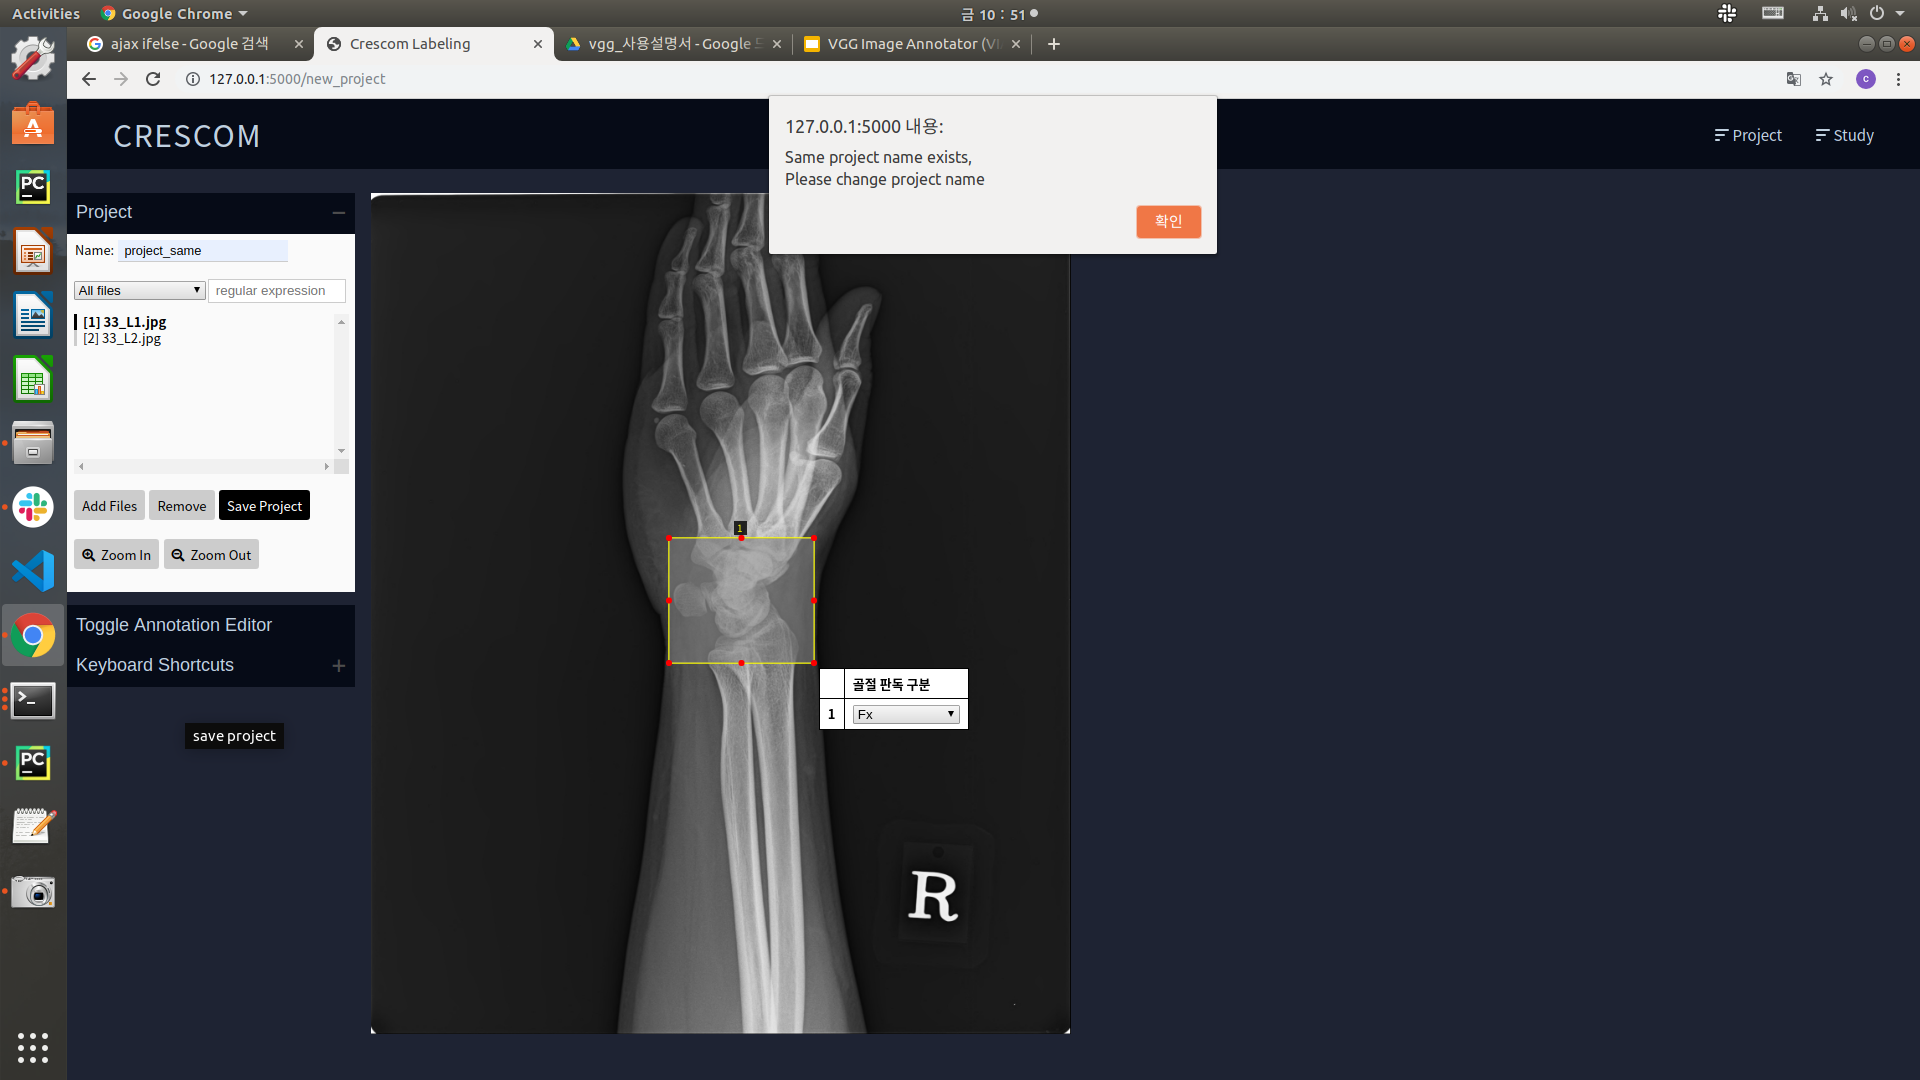 Activities
Google Chrome
금 10 : 51
ajax ifelse - Google 검색
Crescom Labeling
vgg_사용설명서 - Google
VGG Image Annotator (VI
127.0.0.1:5000/new_project
c
127.0.0.1:5000 내용:
Same project name exists,
Please change project name
확인
CRESCOM
Project
Study
Project
Name: project_same
All files
regular expression
[1] 33_L1.jpg
[2] 33_L2.jpg
Add Files
Remove
Save Project
Zoom In
Zoom Out
Toggle Annotation Editor
Keyboard Shortcuts
save project
1
골절 판독 구분
1 Fx
R
PC
PC